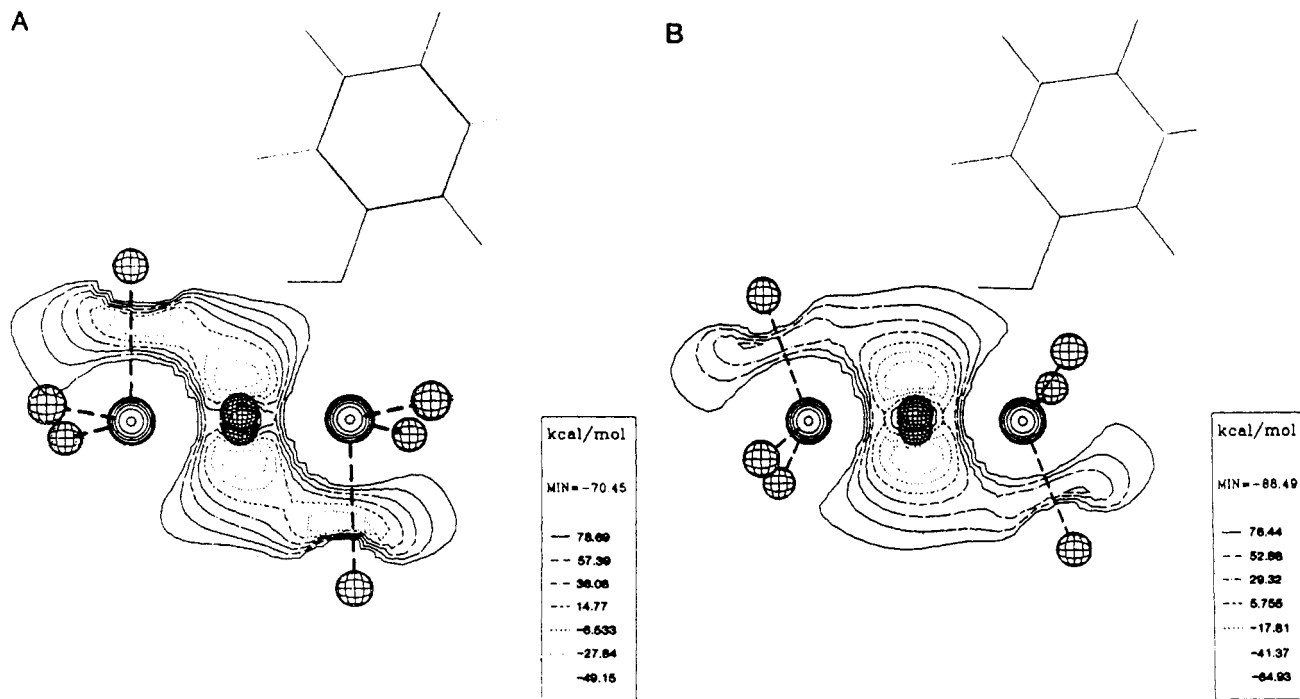 A
B
kcal/mol
MIN=-70.45
78.69
57.39
36.08
14.77
-6.533
-27.84
-49.15
kcal/mol
MIN=-88.49
76.44
52.88
29.32
5.755
-17.81
-41.37
-64.93